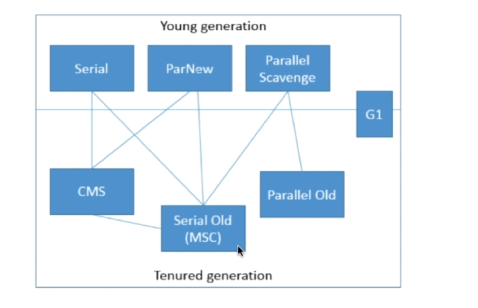 Young generation
Serial
ParNew
Parallel
Scavenge
G1
CMS
Parallel Old
Serial Old
(MSC)
Tenured generation